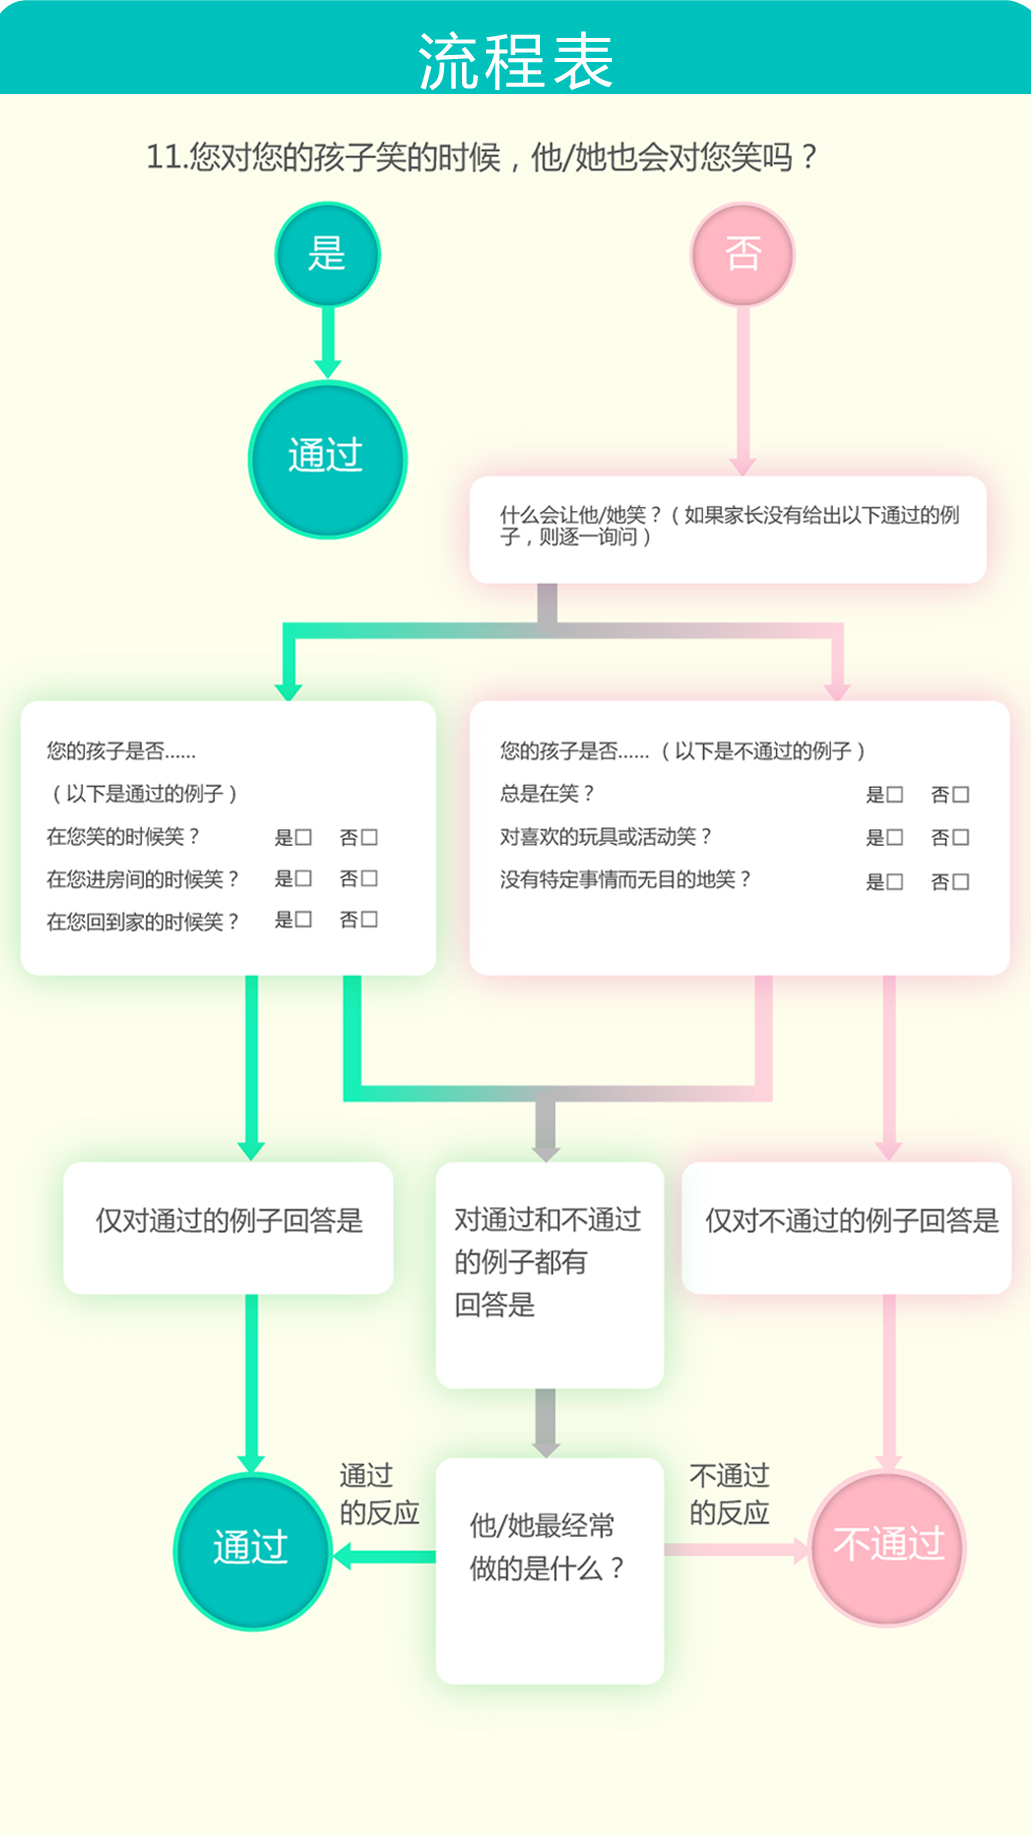 流程表
11.您对您的孩子笑的时候，他/她也会对您笑吗？
是
否
通过
什么会让他/她笑？（如果家长没有给出以下通过的例
子，则逐一询问）
您的孩子是否......
（以下是通过的例子）
在您笑的时候笑？ 是□ 否□
在您进房间的时候笑？ 是□ 否□
在您回到家的时候笑？ 是□ 否□
您的孩子是否......（以下是不通过的例子）
总是在笑？ 是□ 否□
对喜欢的玩具或活动笑？ 是□ 否□
没有特定事情而无目的地笑？ 是□ 否□
仅对通过的例子回答是
对通过和不通过
的例子都有
回答是
仅对不通过的例子回答是
通过
的反应
不通过
的反应
他/她最经常
做的是什么？
通过
不通过